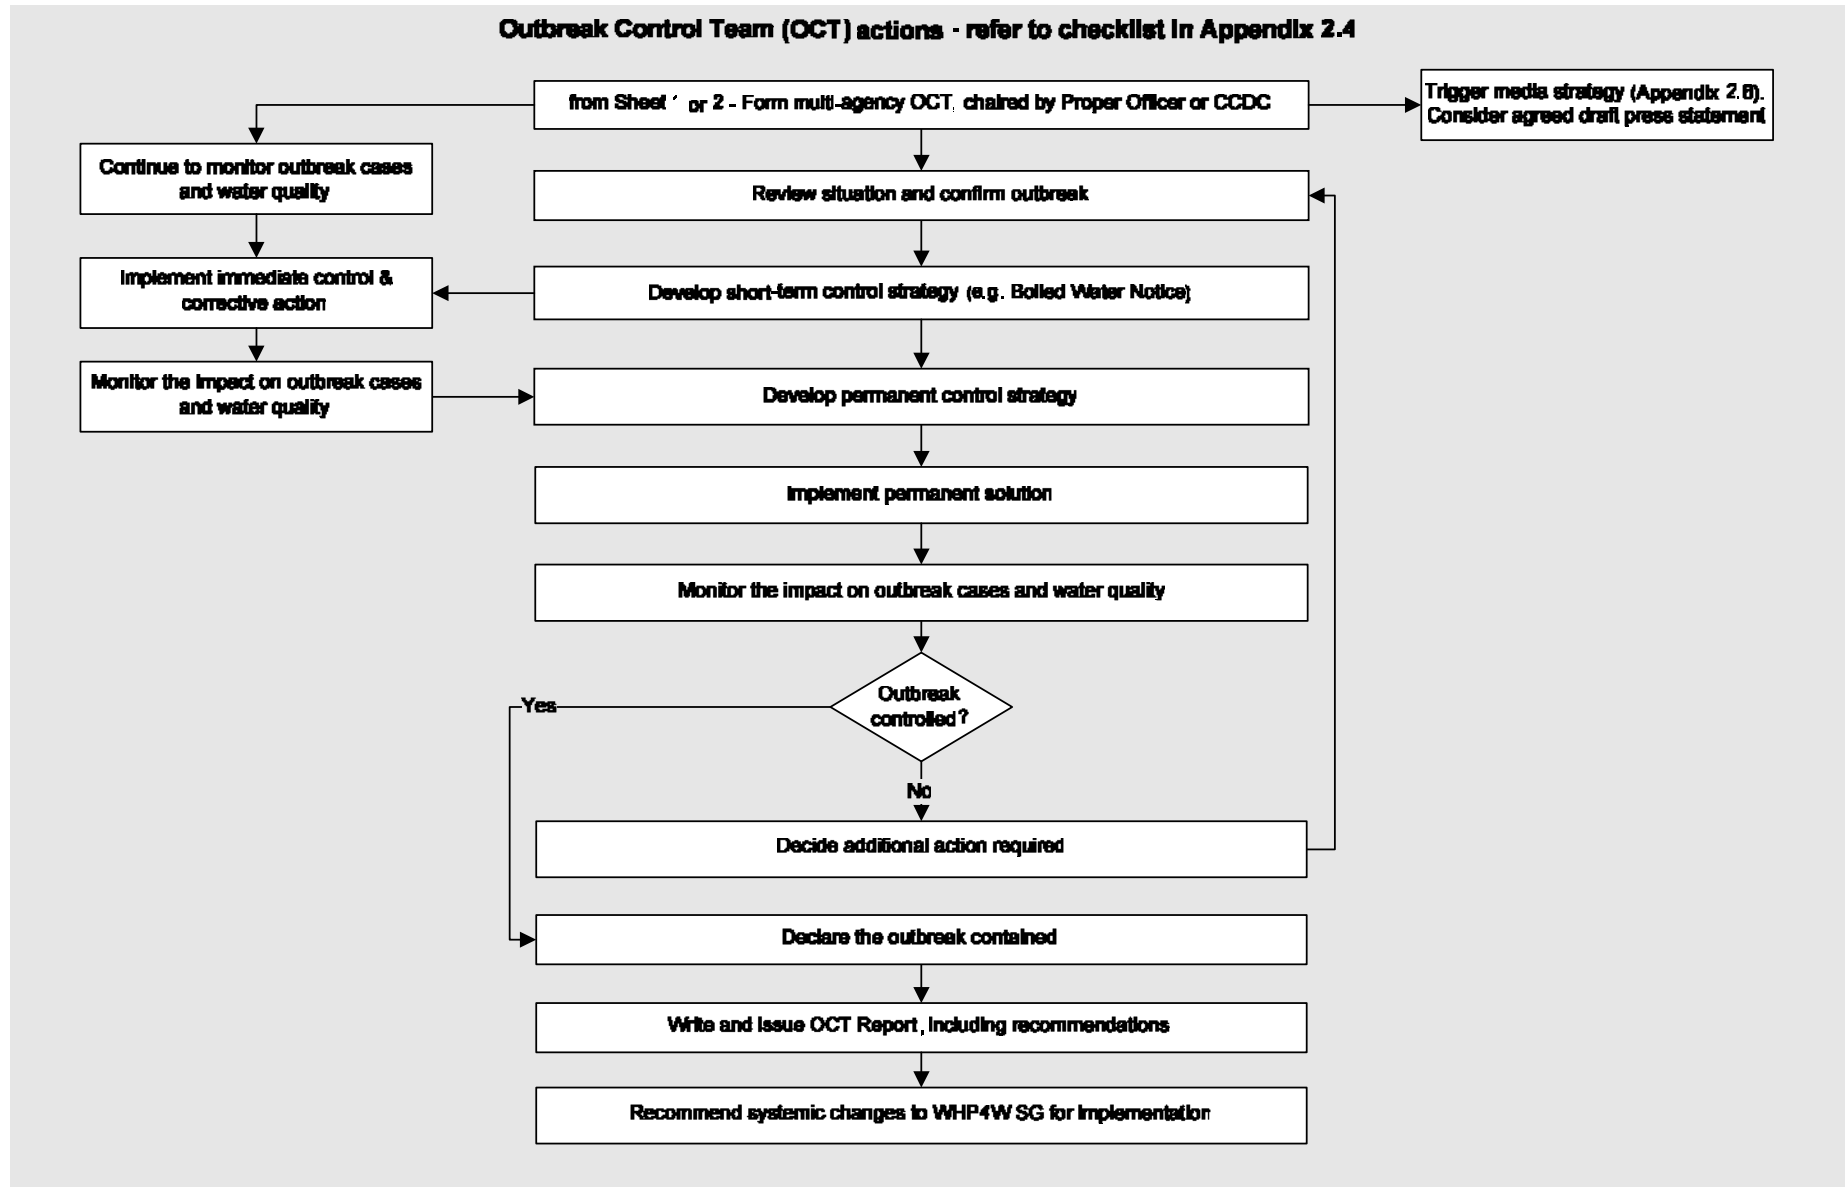 Outbreak Control Team (OCT) actions - refer to checklist in Appendix 2.4
from Sheet ' or 2 - Form multi-agency OCT, chaired by Proper Officer or CCDC
Trigger media strategy (Appendix 2.8).
Consider agreed draft press statement
Continue to monitor outbreak cases
and water quality
Review situation and confirm outbreak
Implement immediate control &
corrective action
Develop short-term control strategy (e.g. Boiled Water Notice)
Monitor the impact on outbreak cases
and water quality
Develop permanent control strategy
Implement permanent solution
Monitor the impact on outbreak cases and water quality
Outbreak
controlled?
Yes
No
Decide additional action required
Declare the outbreak contained
Write and issue OCT Report, including recommendations
Recommend systemic changes to WHP4W SG for implementation